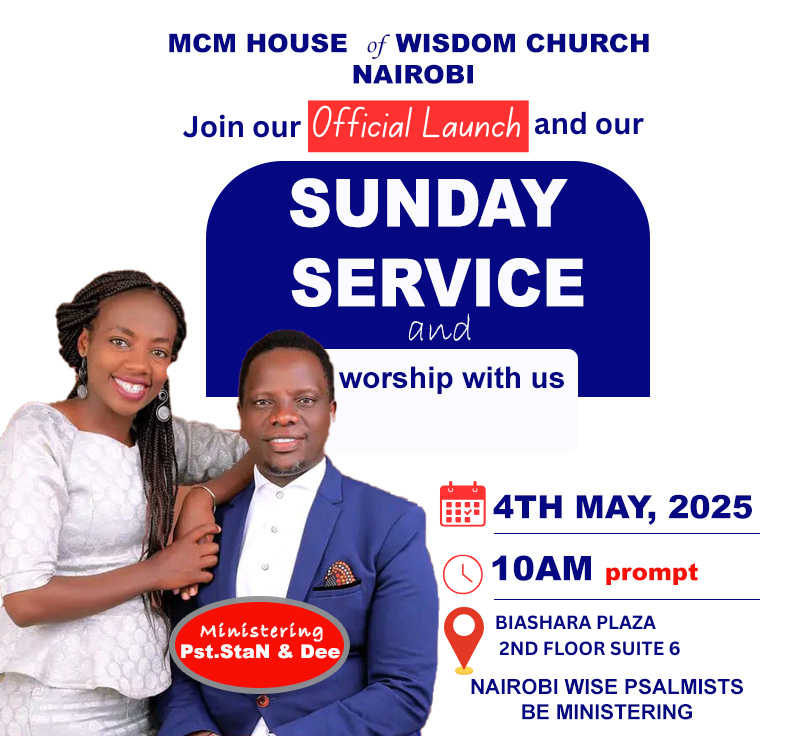 MCM HOUSE of WISDOM CHURCH
NAIROBI
Join our Official Launch and our
SUNDAY
SERVICE
and
worship with us
4TH MAY, 2025
10AM prompt
BIASHARA PLAZA
2ND FLOOR SUITE 6
NAIROBI WISE PSALMISTS
BE MINISTERING
Ministering
Pst.StaN & Dee